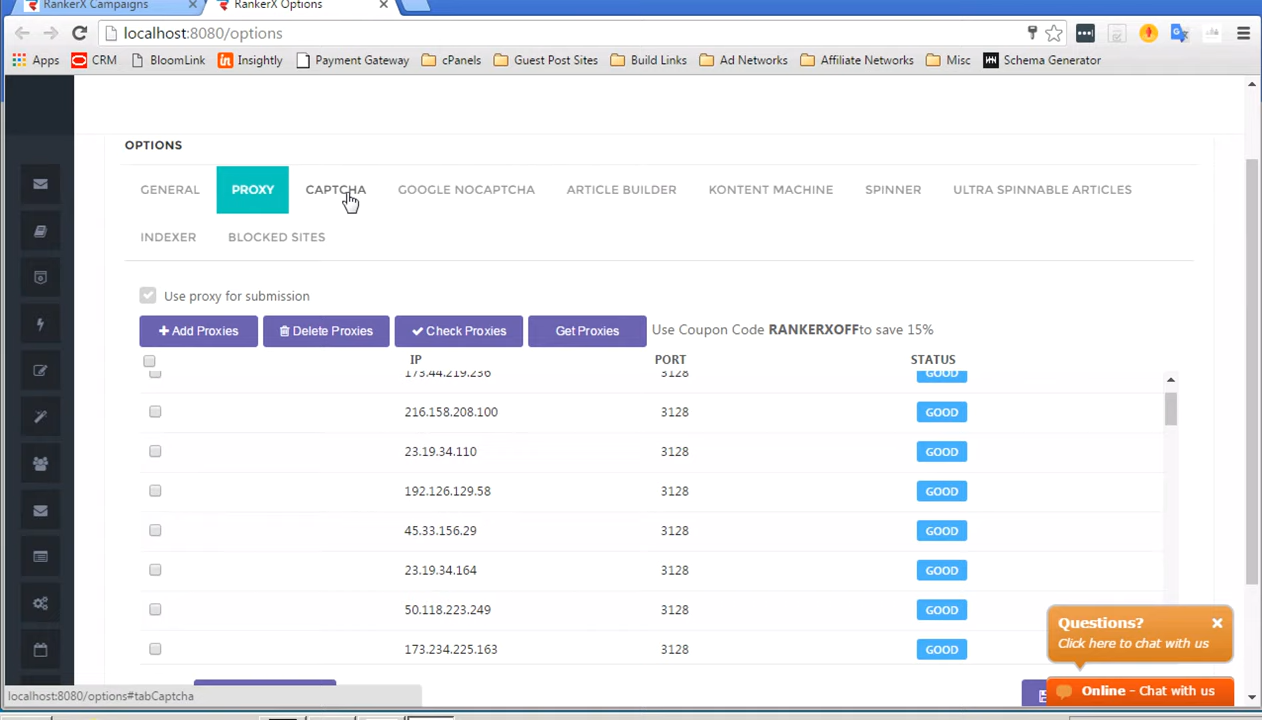 RankerX Campaigns
RankerX Options
localhost:8080/options
Apps CRM BloomLink Insightly Payment Gateway cPanels Guest Post Sites Build Links Ad Networks Affiliate Networks Misc Schema Generator
OPTIONS
GENERAL PROXY CAPTCHA GOOGLE NOCAPTCHA ARTICLE BUILDER KONTENT MACHINE SPINNER ULTRA SPINNABLE ARTICLES
INDEXER BLOCKED SITES
Use proxy for submission
Add Proxies Delete Proxies Check Proxies Get Proxies Use Coupon Code RANKERXOFFto save 15%
IP PORT STATUS
173.44.219.236 3128 GOOD
216.158.208.100 3128 GOOD
23.19.34.110 3128 GOOD
192.126.129.58 3128 GOOD
45.33.156.29 3128 GOOD
23.19.34.164 3128 GOOD
50.118.223.249 3128 GOOD
173.234.225.163 3128 GOOD
Questions?
Click here to chat with us
Online - Chat with us
localhost:8080/options#tabCaptcha